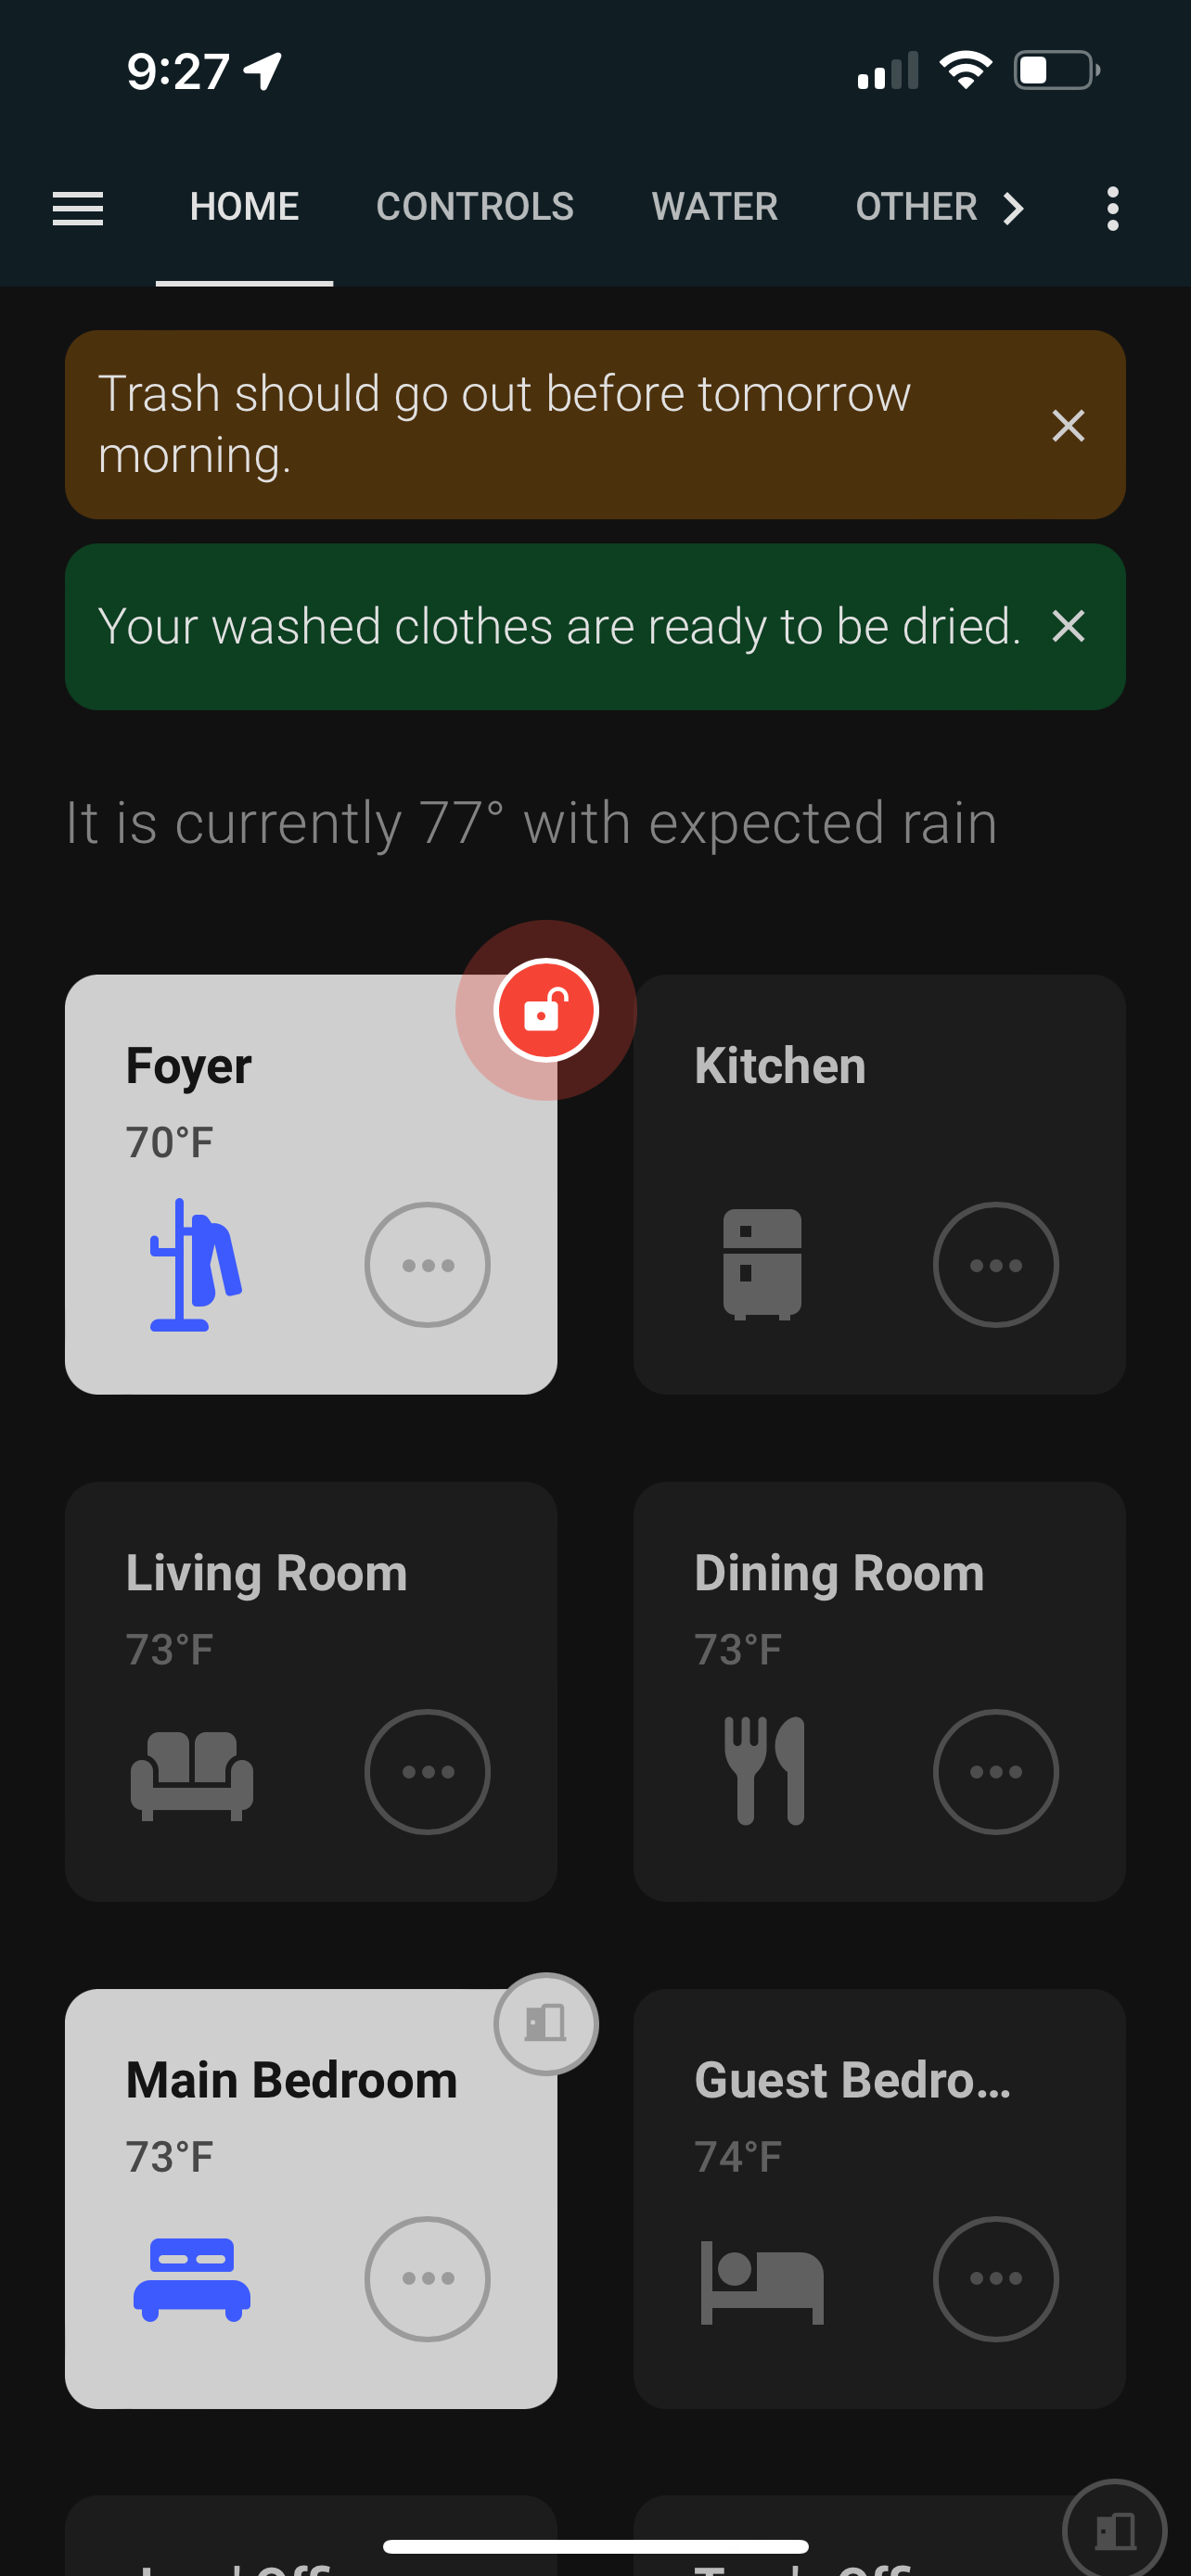 9:27
HOME CONTROLS WATER OTHER
Trash should go out before tomorrow
morning.
Your washed clothes are ready to be dried.
It is currently 77° with expected rain
Foyer
70°F
Kitchen
Living Room
73°F
Dining Room
73°F
Main Bedroom
73°F
Guest Bedro...
74°F